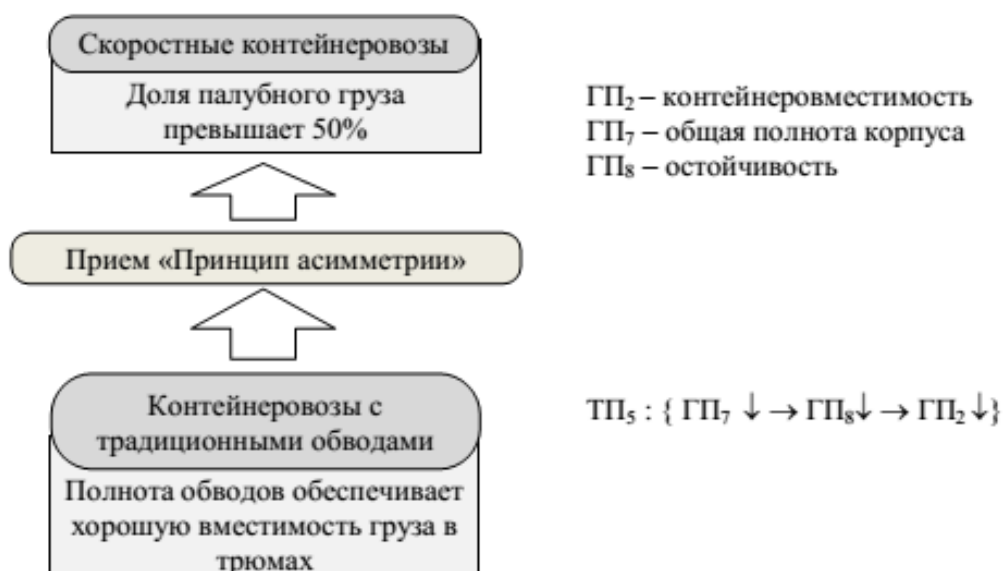 Скоростные контейнеровозы
Доля палубного груза
превышает 50%
ГП₂ – контейнеровместимость
ГП₇ – общая полнота корпуса
ГП₈ – остойчивость
Прием «Принцип асимметрии»
Контейнеровозы с
традиционными обводами
ТП₅ : { ГП₇ ↓ → ГП₈↓ → ГП₂ ↓}
Полнота обводов обеспечивает
хорошую вместимость груза в
трюмах